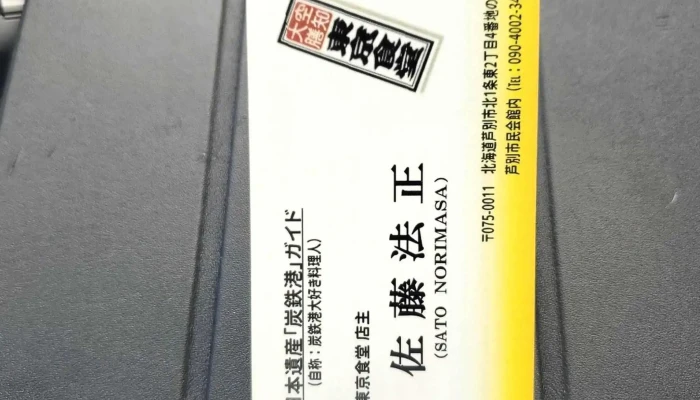 本遺産「炭鉄港」ガイド
(自称：炭鉄港大好き料理人)
東京食堂 店主
佐藤法正
(SATO NORIMASA)
大空知
東京食堂
〒075-0011 北海道芦別市北1条東2丁目4番地の
芦別市民会館内 (TEL：090-4002-34